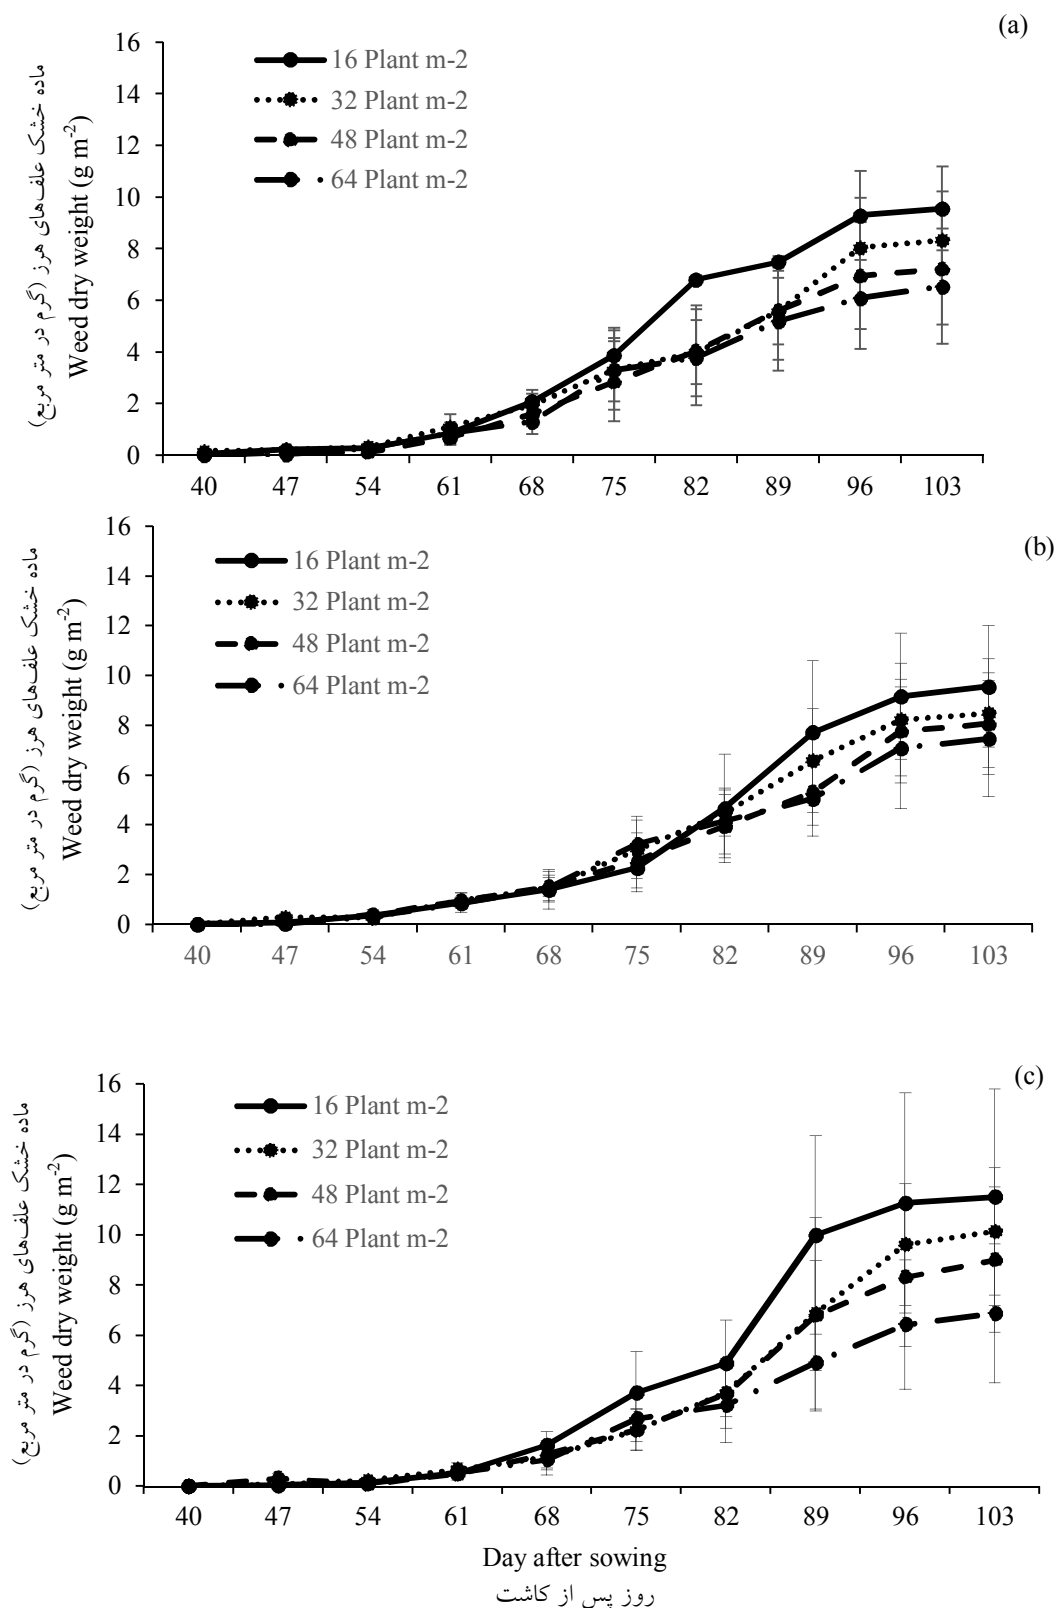 (a)
16
14
12
10
8
6
4
2
0
ماده خشک علف‌های هرز (گرم در متر مربع)
Weed dry weight (g m-2)
16 Plant m-2
32 Plant m-2
48 Plant m-2
64 Plant m-2
40 47 54 61 68 75 82 89 96 103
(b)
16
14
12
10
8
6
4
2
0
ماده خشک علف‌های هرز (گرم در متر مربع)
Weed dry weight (g m-2)
16 Plant m-2
32 Plant m-2
48 Plant m-2
64 Plant m-2
40 47 54 61 68 75 82 89 96 103
(c)
16
14
12
10
8
6
4
2
0
ماده خشک علف‌های هرز (گرم در متر مربع)
Weed dry weight (g m-2)
16 Plant m-2
32 Plant m-2
48 Plant m-2
64 Plant m-2
40 47 54 61 68 75 82 89 96 103
Day after sowing
روز پس از کاشت